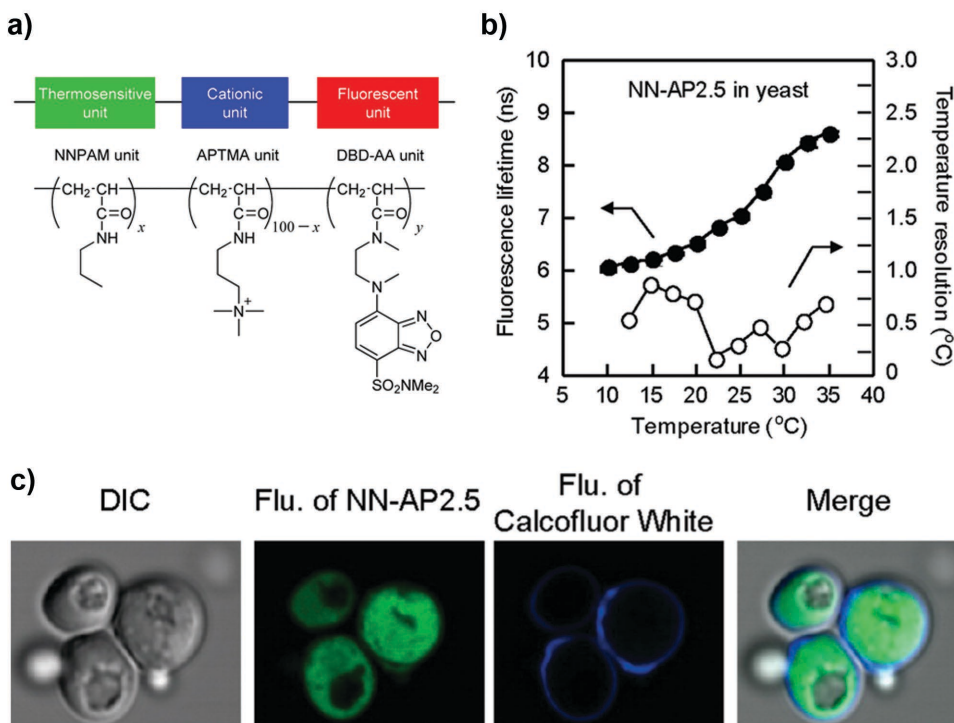 a)
Thermosensitive
unit
Cationic
unit
Fluorescent
unit
NNPAM unit
APTMA unit
DBD-AA unit
CH2-CH
C=O
NH
x
CH2-CH
C=O
NH
100-x
N+
CH2-CH
C=O
N
y
N
N
O
N
SO2NMe2
b)
NN-AP2.5 in yeast
Fluorescence lifetime (ns)
10
9
8
7
6
5
4
3.0
2.5
2.0
1.5
1.0
0.5
0
Temperature resolution (°C)
5 10 15 20 25 30 35 40
Temperature (°C)
c)
DIC
Flu. of NN-AP2.5
Flu. of
Calcofluor White
Merge